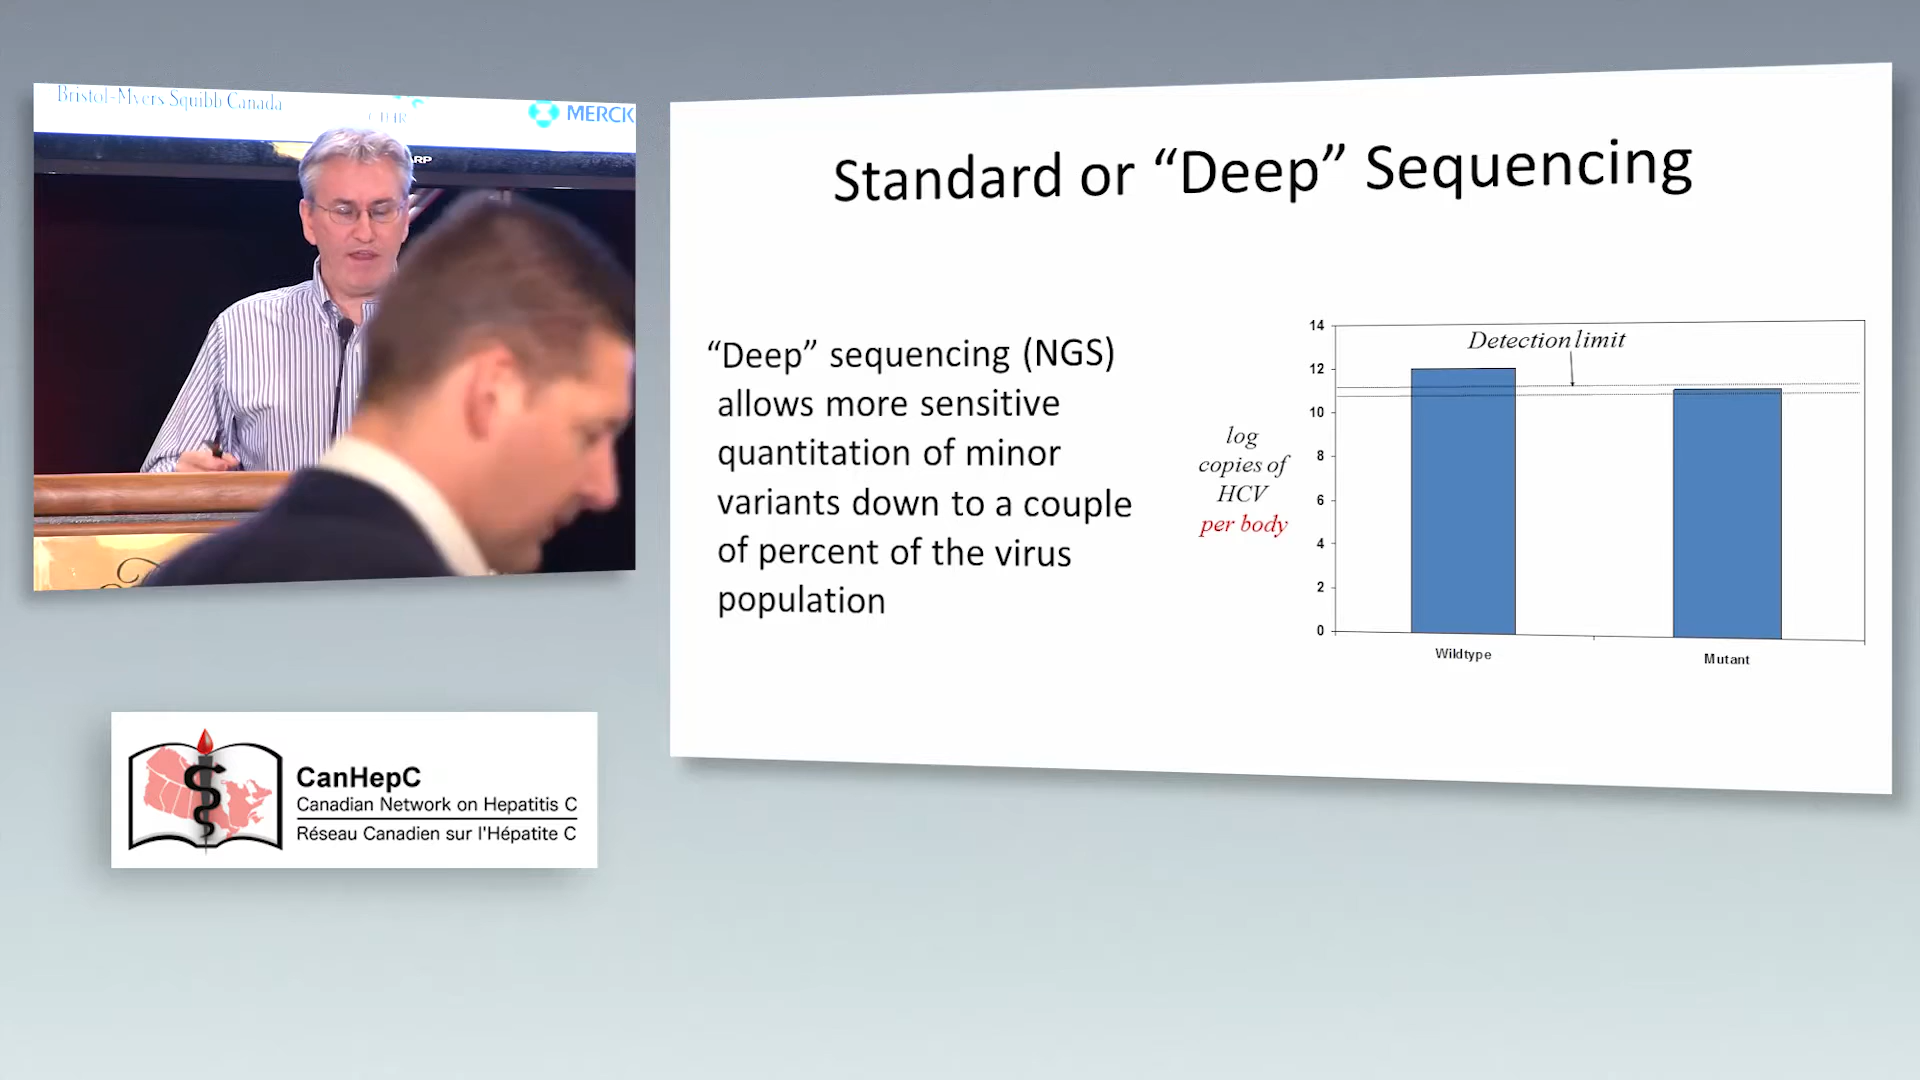 Bristol-Myers Squibb Canada
CIHR
MERCK
ARP
Standard or “Deep” Sequencing
“Deep” sequencing (NGS)
allows more sensitive
quantitation of minor
variants down to a couple
of percent of the virus
population
log
copies of
HCV
per body
14
12
10
8
6
4
2
0
Detection limit
Wildtype
Mutant
CanHepC
Canadian Network on Hepatitis C
Réseau Canadien sur l'Hépatite C